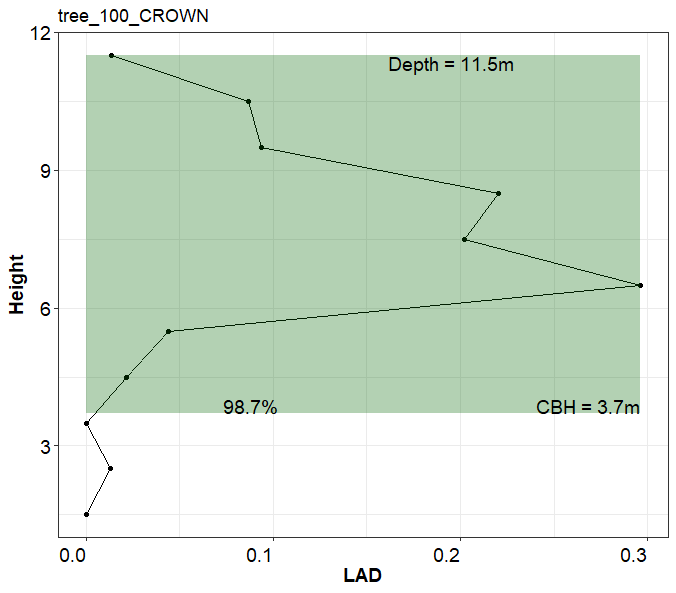 tree_100_CROWN
12
Depth = 11.5m
9
Height
6
98.7%
CBH = 3.7m
3
0.0
0.1
0.2
0.3
LAD